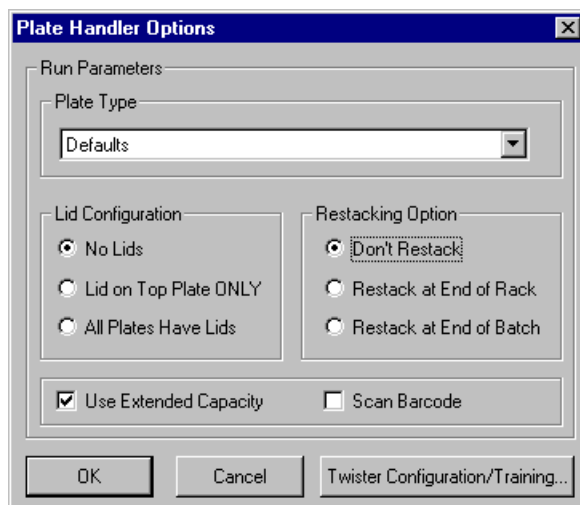 Plate Handler Options
Run Parameters
Plate Type
Defaults
Lid Configuration
No Lids
Lid on Top Plate ONLY
All Plates Have Lids
Restacking Option
Don't Restack
Restack at End of Rack
Restack at End of Batch
Use Extended Capacity
Scan Barcode
OK
Cancel
Twister Configuration/Training...